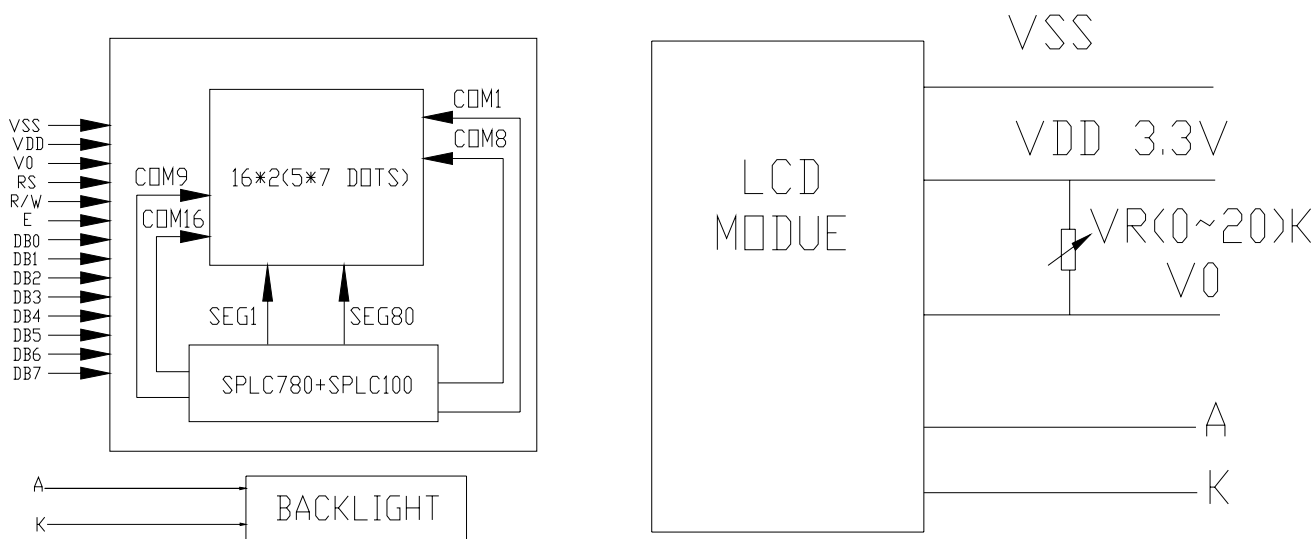 VSS
VDD
V0
RS
R/W
E
DB0
DB1
DB2
DB3
DB4
DB5
DB6
DB7
COM1
COM8
COM9
COM16
16*2(5*7 DOTS)
SEG1
SEG80
SPLC780+SPLC100
A
K
BACKLIGHT
LCD
MODUE
VSS
VDD 3.3V
VR(0~20)K
V0
A
K